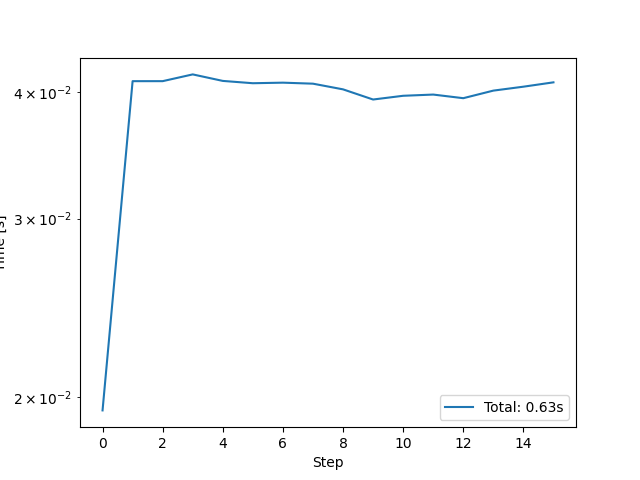 4 × 10⁻²
3 × 10⁻²
[s]
2 × 10⁻²
Total: 0.63s
0 2 4 6 8 10 12 14
Step